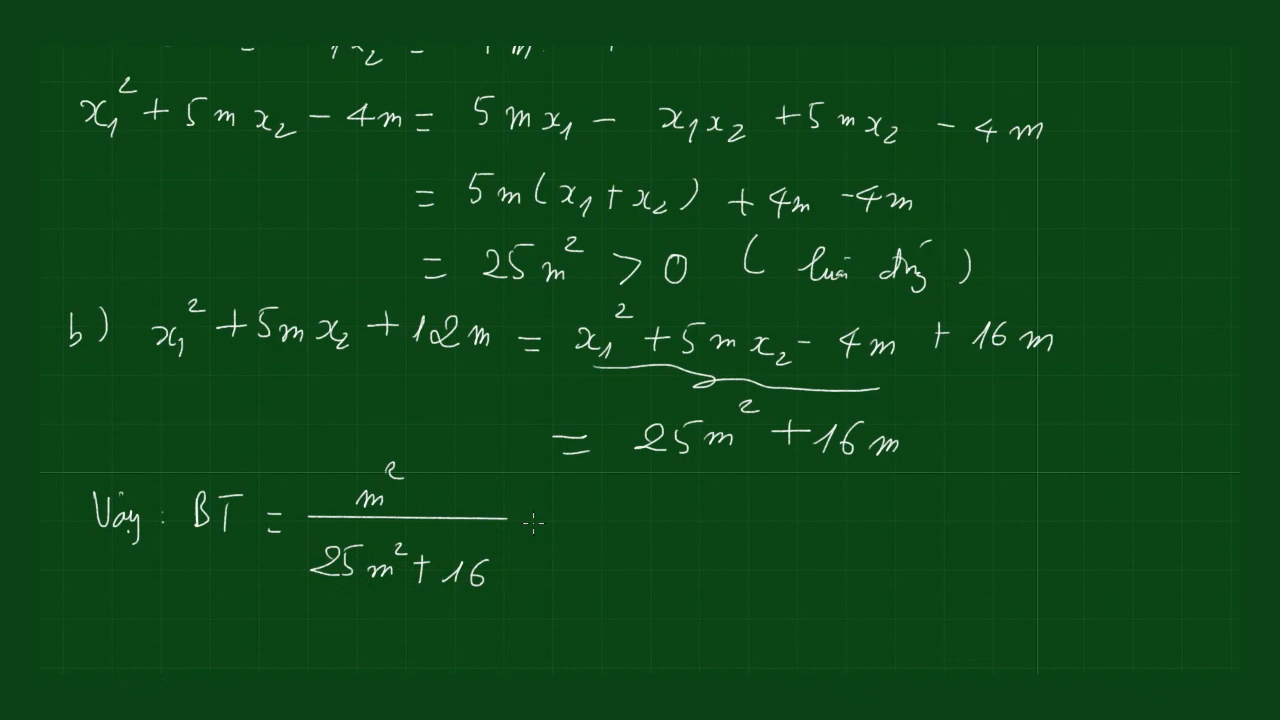 x₁² + 5mx₂ - 4m = 5mx₁ - x₁x₂ + 5mx₂ - 4m
= 5m(x₁ + x₂) + 4m - 4m
= 25m² > 0 ( luôn đúng )
b) x₁² + 5mx₂ + 12m = x₁² + 5mx₂ - 4m + 16m
= 25m² + 16m
Vậy : BT = m² / 25m² + 16